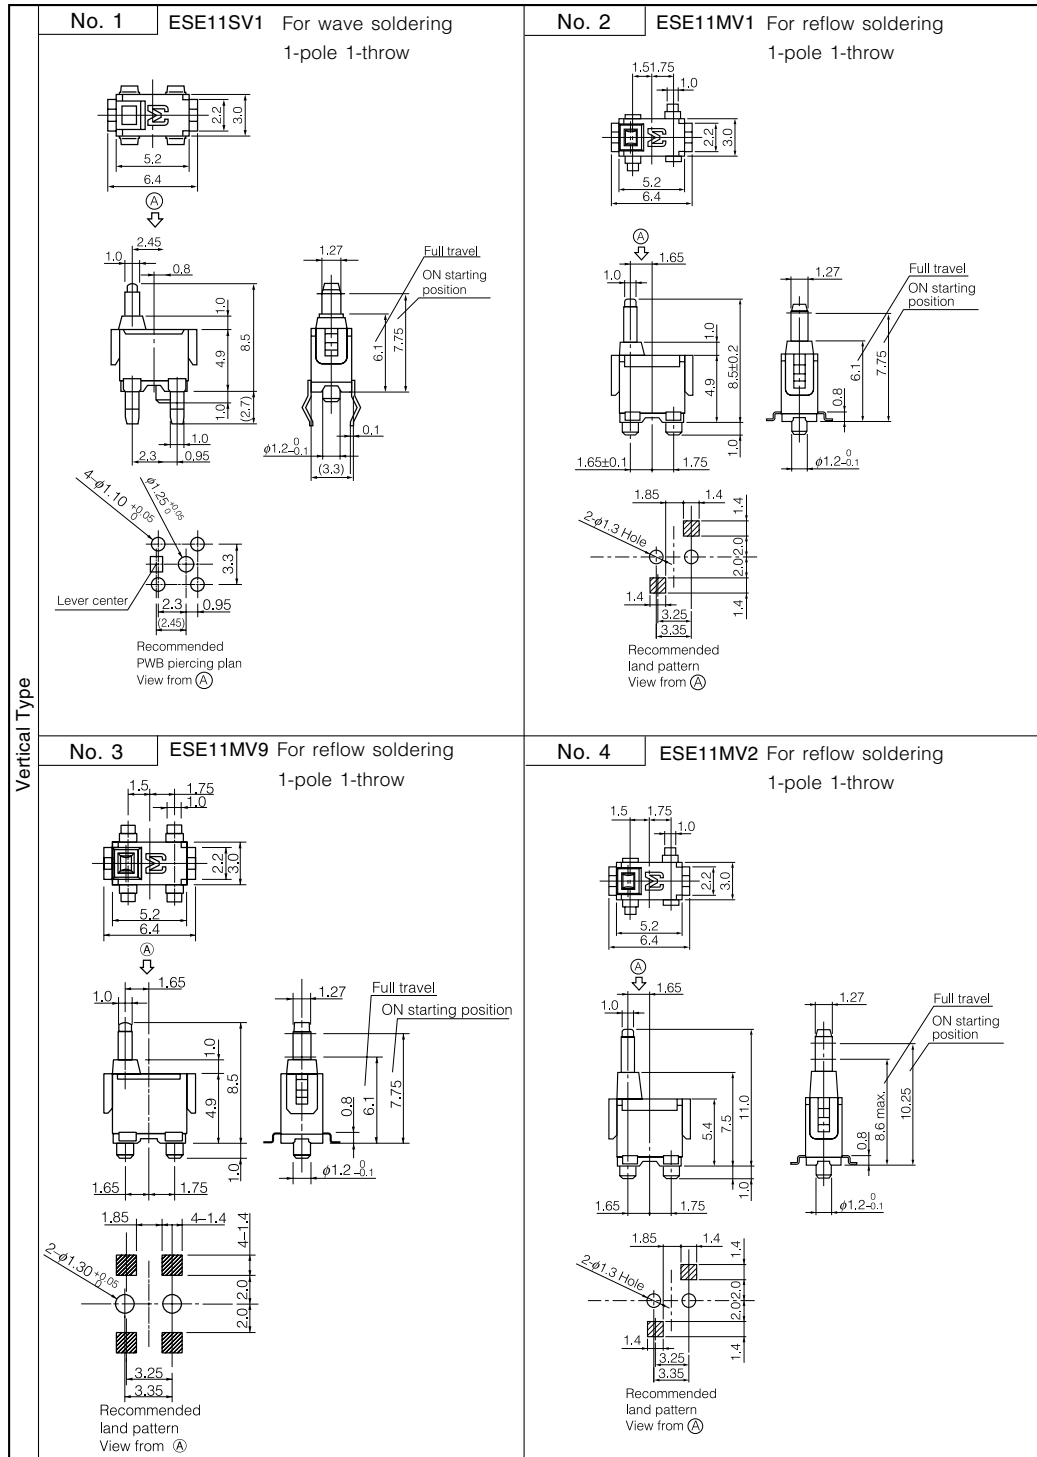 Vertical Type
No. 1
ESE11SV1 For wave soldering
1-pole 1-throw
2.2
3.0
5.2
6.4
A
2.45
1.0
0.8
1.0
4.9
8.5
1.0
(2.7)
1.0
2.3
0.95
1.27
Full travel
ON starting
position
6.1
7.75
0.1
ϕ1.2 0 -0.1
(3.3)
4–ϕ1.10 +0.05 0
ϕ1.25 +0.05 0
3.3
Lever center
2.3
0.95
(2.45)
Recommended
PWB piercing plan
View from A
No. 2
ESE11MV1 For reflow soldering
1-pole 1-throw
1.5
1.75
1.0
2.2
3.0
5.2
6.4
A
1.65
1.0
1.0
4.9
8.5±0.2
1.0
1.65±0.1
1.75
1.27
Full travel
ON starting
position
0.8
6.1
7.75
ϕ1.2 0 -0.1
1.85
1.4
1.4
2-ϕ1.3 Hole
2.0
2.0
1.4
1.4
3.25
3.35
Recommended
land pattern
View from A
No. 3
ESE11MV9 For reflow soldering
1-pole 1-throw
1.5
1.75
1.0
2.2
3.0
5.2
6.4
A
1.65
1.0
1.0
4.9
8.5
1.0
1.65
1.75
1.27
Full travel
ON starting position
0.8
6.1
7.75
ϕ1.2 0 -0.1
1.85
4–1.4
4–1.4
2–ϕ1.30 +0.05 0
2.0
2.0
3.25
3.35
Recommended
land pattern
View from A
No. 4
ESE11MV2 For reflow soldering
1-pole 1-throw
1.5
1.75
1.0
2.2
3.0
5.2
6.4
A
1.65
1.0
5.4
7.5
11.0
1.0
1.65
1.75
1.27
Full travel
ON starting
position
0.8
8.6 max.
10.25
ϕ1.2 0 -0.1
1.85
1.4
1.4
2-ϕ1.3 Hole
2.0
2.0
1.4
1.4
3.25
3.35
Recommended
land pattern
View from A